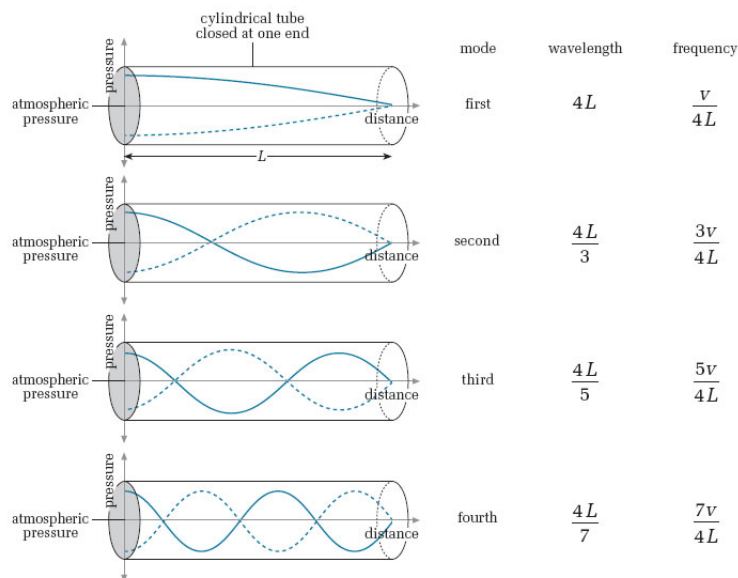 cylindrical tube
closed at one end
mode wavelength frequency
pressure
atmospheric
pressure
distance
L
first 4L v/4L
pressure
atmospheric
pressure
distance
second 4L/3 3v/4L
pressure
atmospheric
pressure
distance
third 4L/5 5v/4L
pressure
atmospheric
pressure
distance
fourth 4L/7 7v/4L